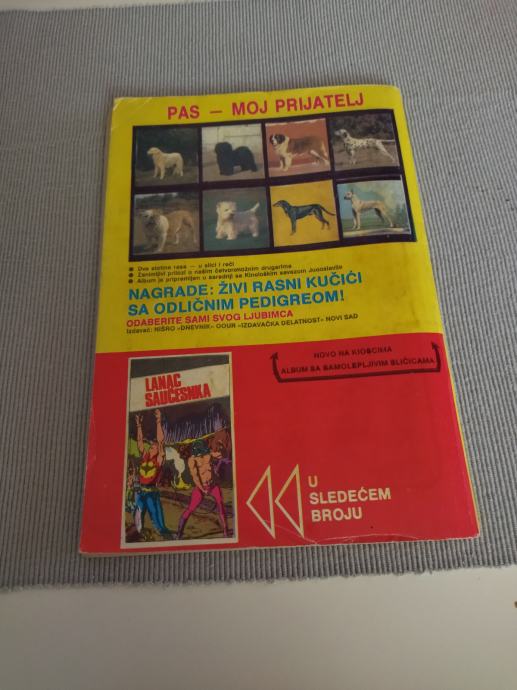 PAS — MOJ PRIJATELJ
■ Dve stotine rasa — u slici i reči
● Zanimljivi prilozi o našim četvoronožnim drugarima
● Album je pripremljen u saradnji sa Kinološkim savezom Jugoslavije
NAGRADE: ŽIVI RASNI KUČIĆI
SA ODLIČNIM PEDIGREOM!
ODABERITE SAMI SVOG LJUBIMCA
Izdavač: NIŠRO »DNEVNIK« OOUR »IZDAVAČKA DELATNOST« NOVI SAD
NOVO NA KIOSCIMA
ALBUM SA SAMOLEPLJIVIM SLIČICAMA
LANAC
SAUČESNIKA
U
SLEDEĆEM
BROJU